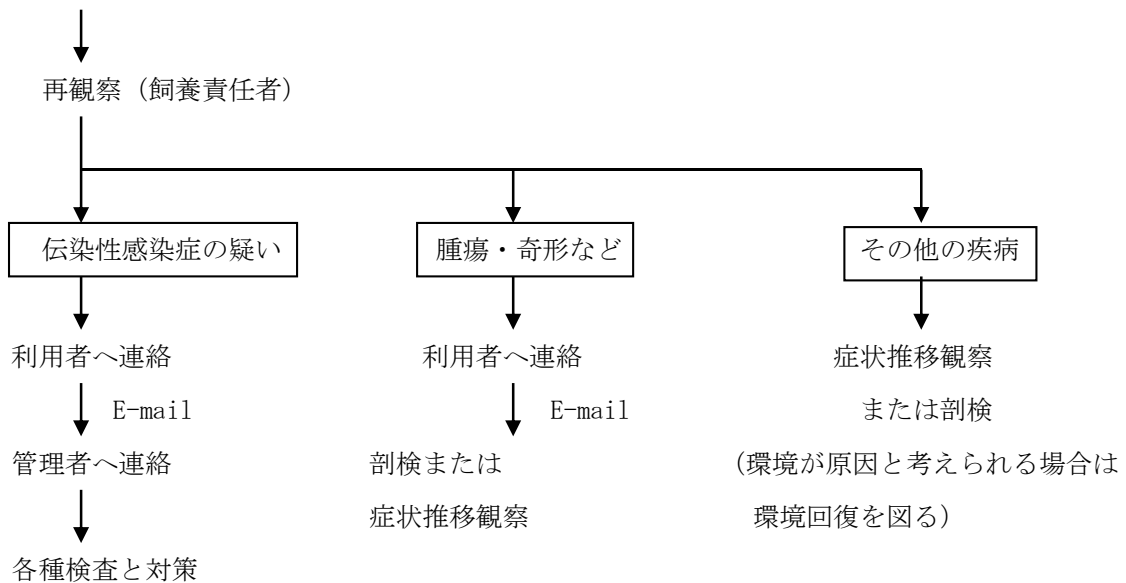 再観察（飼養責任者）
伝染性感染症の疑い
腫瘍・奇形など
その他の疾病
利用者へ連絡
利用者へ連絡
症状推移観察
E-mail
E-mail
または剖検
管理者へ連絡
剖検または
（環境が原因と考えられる場合は
症状推移観察
環境回復を図る）
各種検査と対策